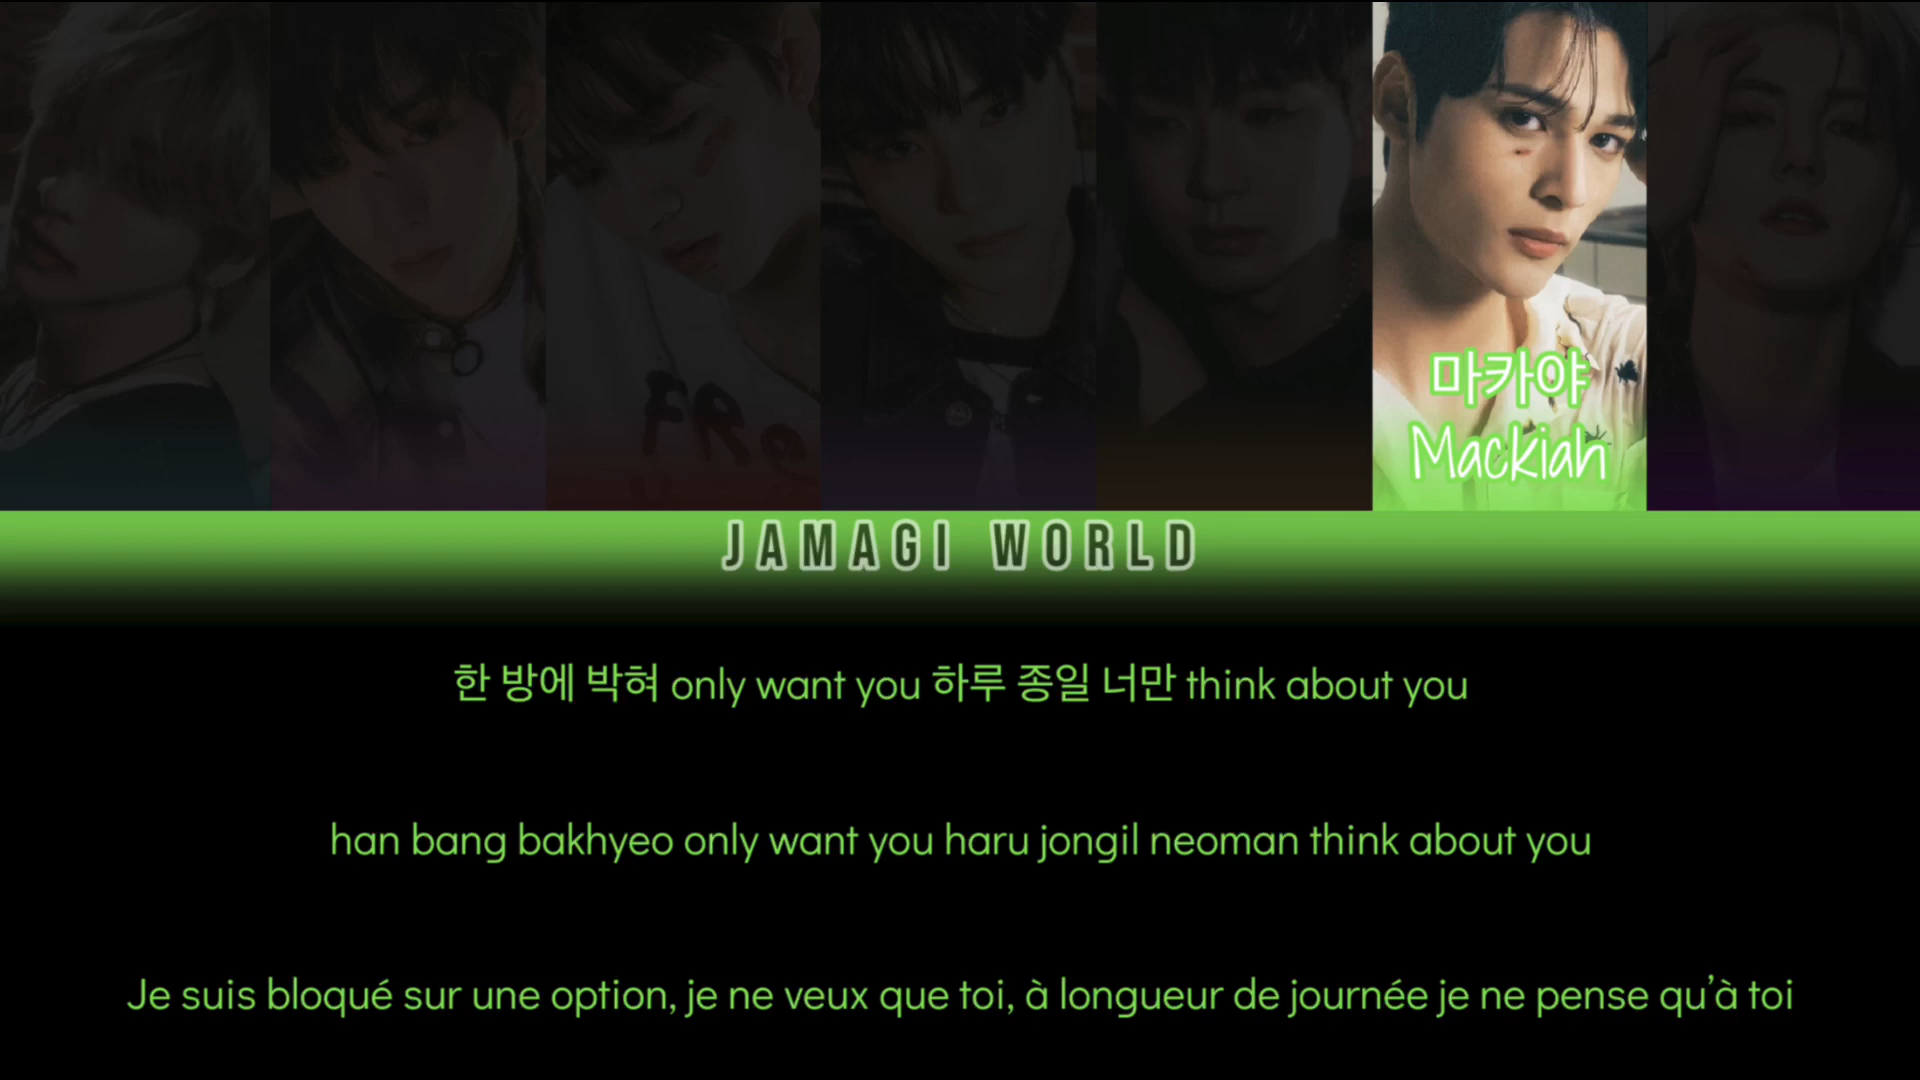 FRe
마카야
Mackiah
JAMAGI WORLD
한 방에 박혀 only want you 하루 종일 너만 think about you
han bang bakhyeo only want you haru jongil neoman think about you
Je suis bloqué sur une option, je ne veux que toi, à longueur de journée je ne pense qu’à toi